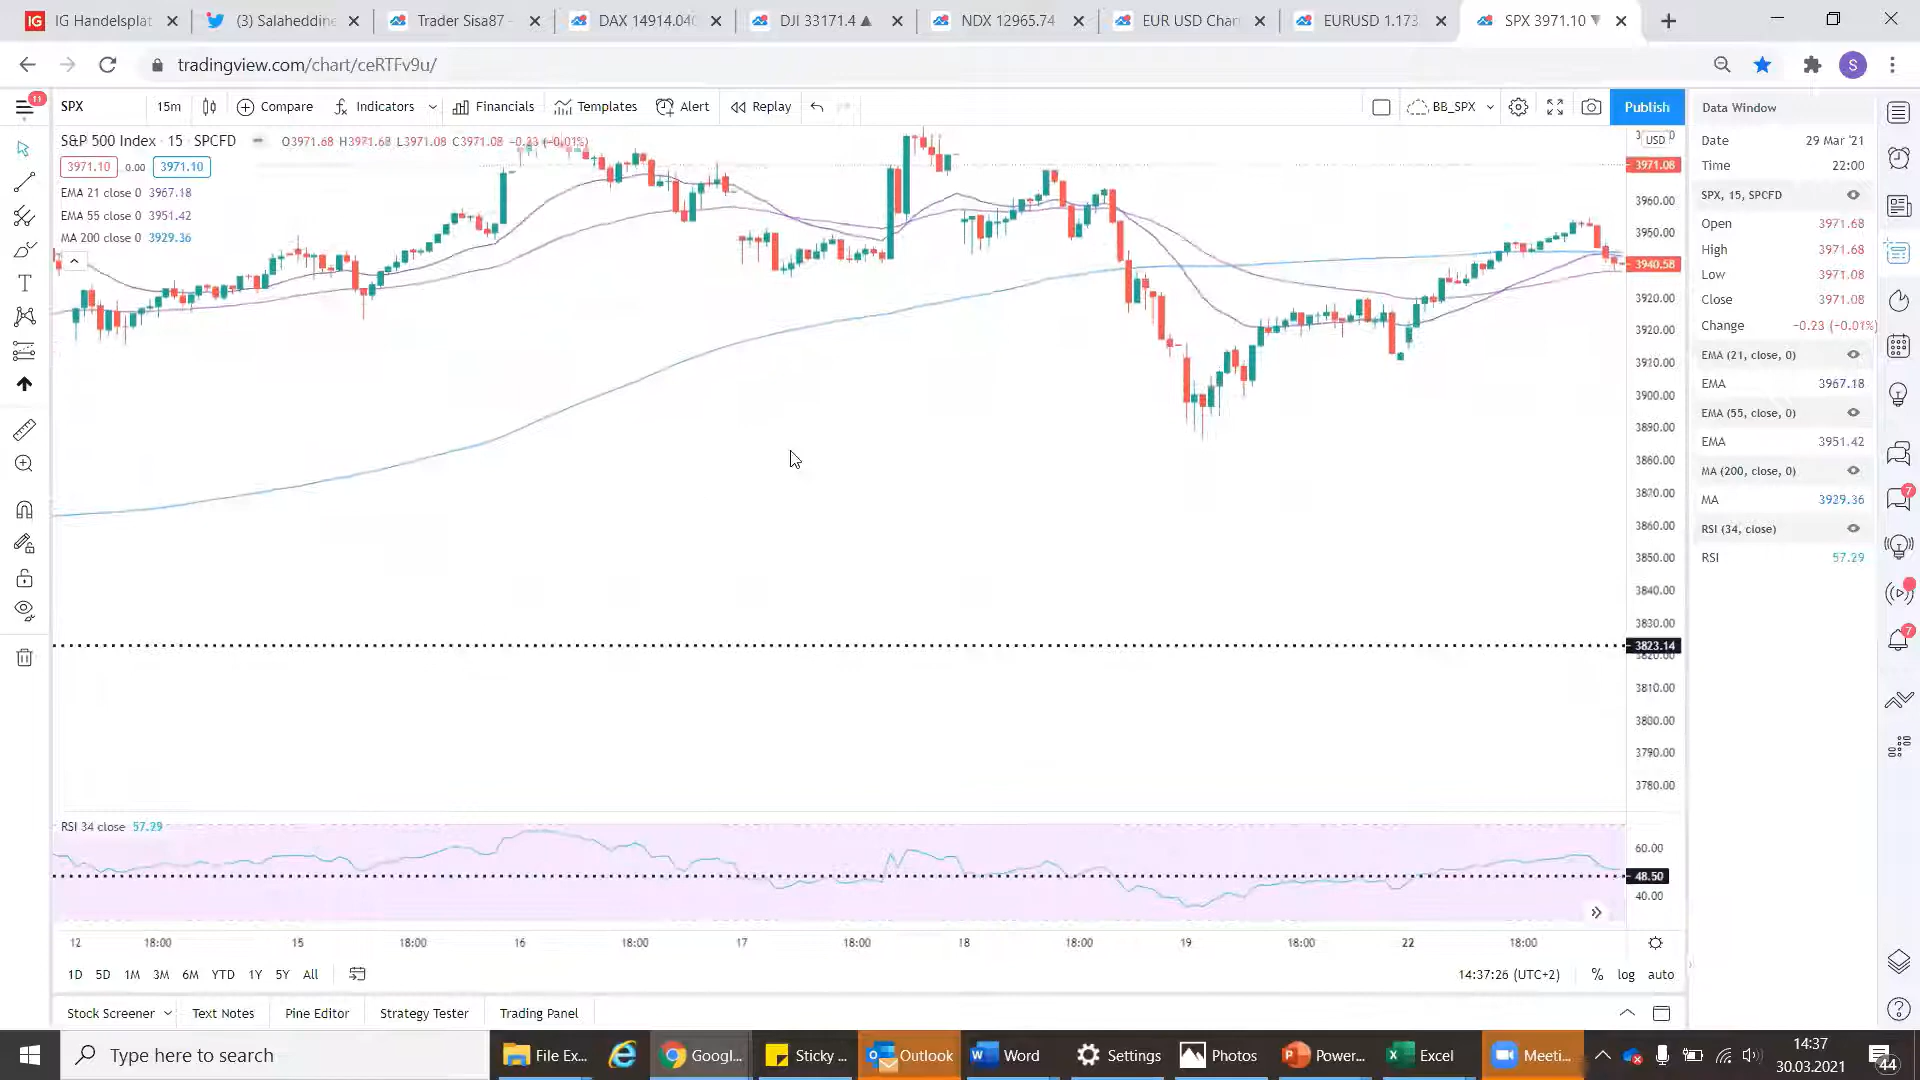 IG Handelsplat
(3) Salaheddine
Trader Sisa87 -
DAX 14914.04
DJI 33171.4 ▲
NDX 12965.74
EUR USD Char
EURUSD 1.173
SPX 3971.10 ▼
tradingview.com/chart/ceRTFv9u/
S
11
SPX
15m
Compare
Indicators
Financials
Templates
Alert
Replay
BB_SPX
Publish
Data Window
S&P 500 Index · 15 · SPCFD
O3971.68 H3971.68 L3971.08 C3971.08 −0.23 (−0.01%)
3971.10
0.00
3971.10
EMA 21 close 0 3967.18
EMA 55 close 0 3951.42
MA 200 close 0 3929.36
USD
3971.08
3960.00
3950.00
3940.58
3920.00
3920.00
3910.00
3900.00
3890.00
3860.00
3870.00
3860.00
3850.00
3840.00
3830.00
3823.14
3820.00
3810.00
3800.00
3790.00
3780.00
Date 29 Mar '21
Time 22:00
SPX, 15, SPCFD
Open 3971.68
High 3971.68
Low 3971.08
Close 3971.08
Change −0.23 (−0.01%)
EMA (21, close, 0)
EMA 3967.18
EMA (55, close, 0)
EMA 3951.42
MA (200, close, 0)
MA 3929.36
RSI (34, close)
RSI 57.29
7
7
RSI 34 close 57.29
60.00
48.50
40.00
12 18:00 15 18:00 16 18:00 17 18:00 18 18:00 19 18:00 22 18:00
1D 5D 1M 3M 6M YTD 1Y 5Y All
14:37:26 (UTC+2)
% log auto
Stock Screener
Text Notes
Pine Editor
Strategy Tester
Trading Panel
Type here to search
File Ex...
Googl...
Sticky ...
Outlook
Word
Settings
Photos
Power...
Excel
Meeti...
14:37
30.03.2021
44